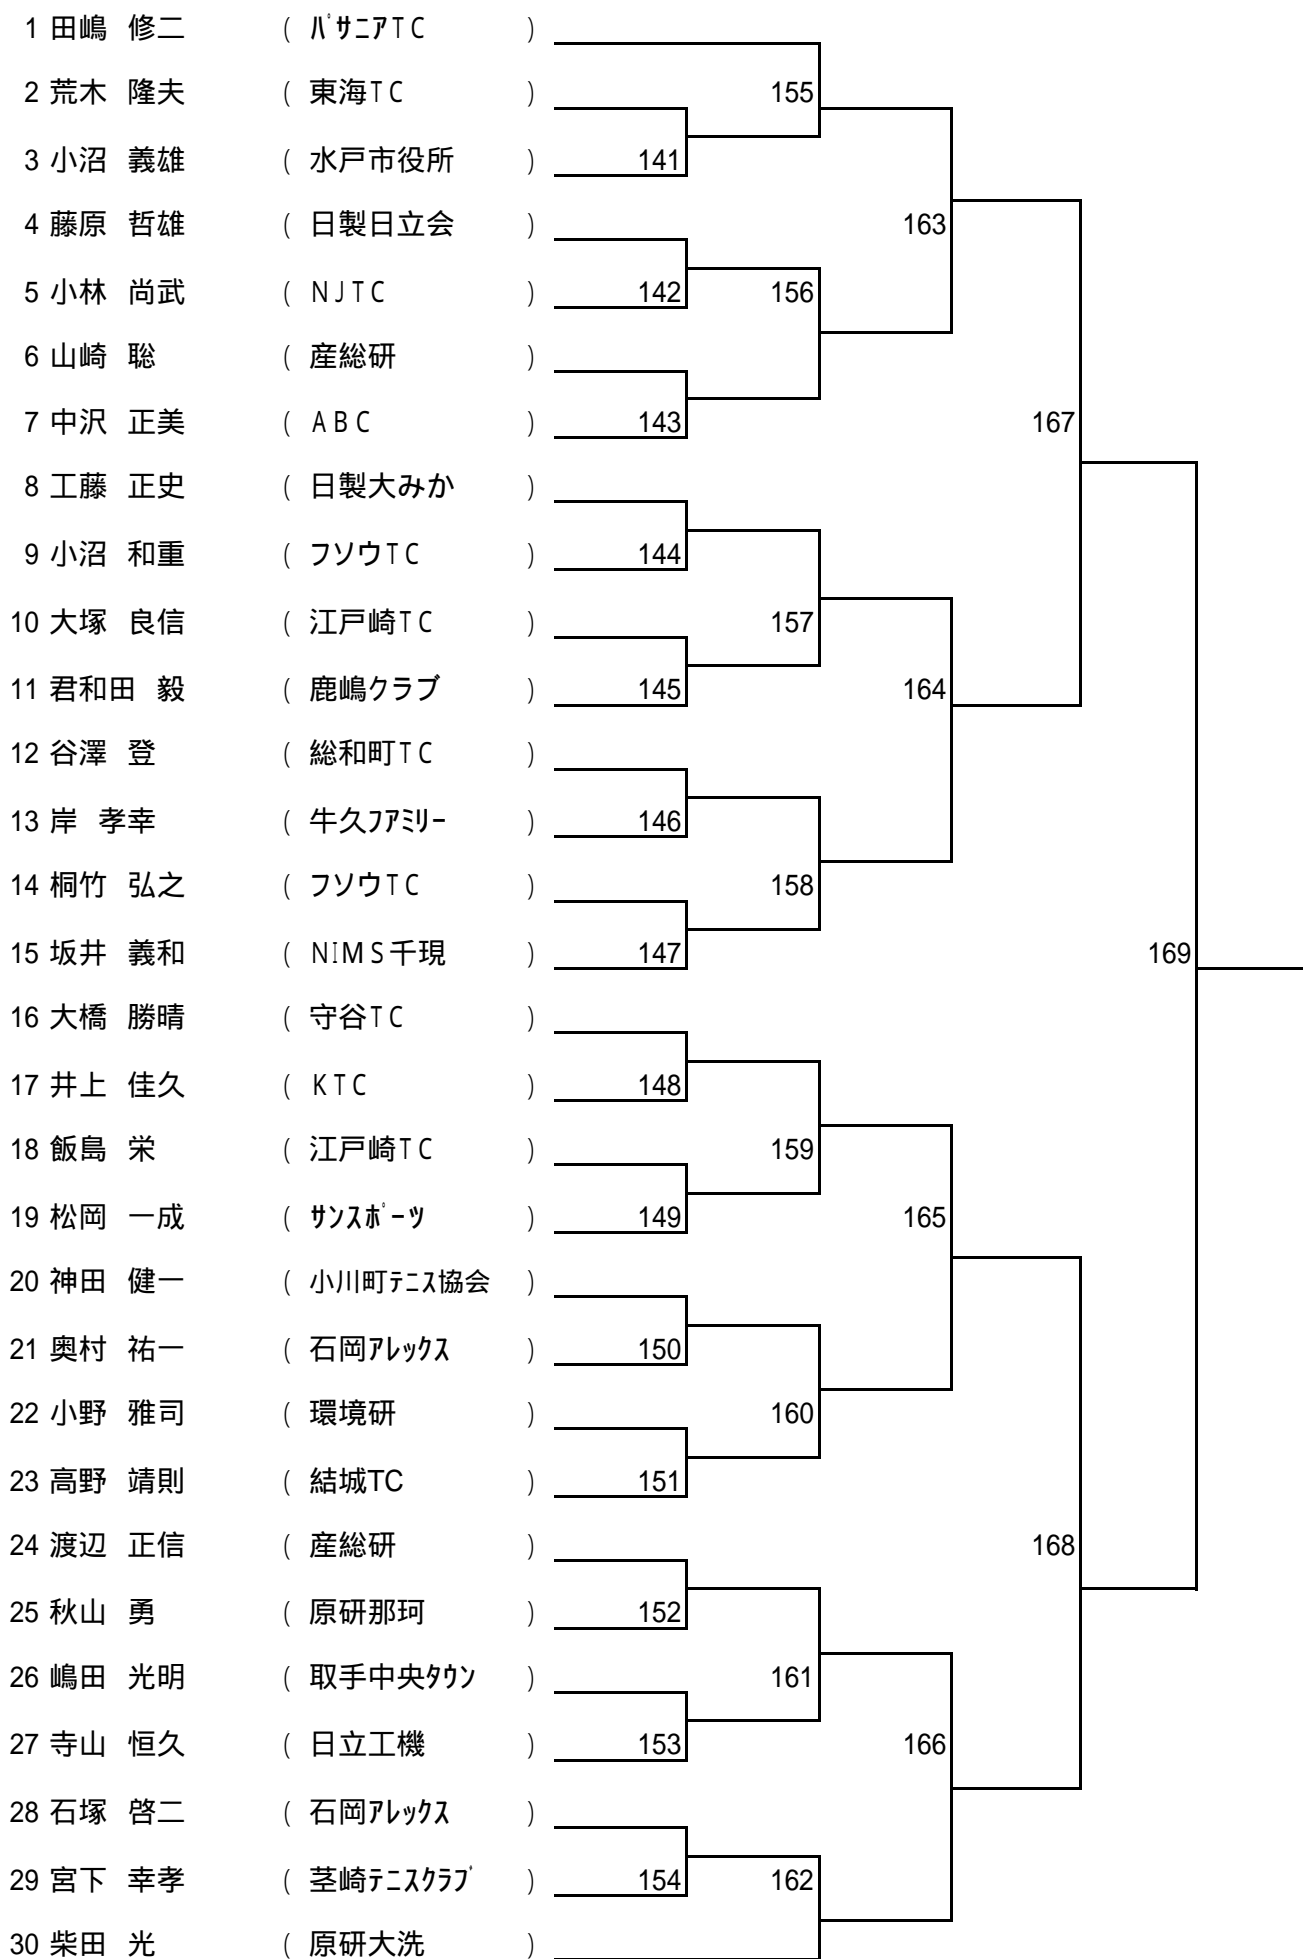 1 田嶋 修二 ( ﾊﾟｻﾆｱTC )
2 荒木 隆夫 ( 東海TC ) 155
3 小沼 義雄 ( 水戸市役所 ) 141
4 藤原 哲雄 ( 日製日立会 ) 163
5 小林 尚武 ( NJTC ) 142 156
6 山崎 聡 ( 産総研 )
7 中沢 正美 ( ABC ) 143 167
8 工藤 正史 ( 日製大みか )
9 小沼 和重 ( フソウTC ) 144
10 大塚 良信 ( 江戸崎TC ) 157
11 君和田 毅 ( 鹿嶋クラブ ) 145 164
12 谷澤 登 ( 総和町TC )
13 岸 孝幸 ( 牛久ﾌｱﾐﾘｰ ) 146
14 桐竹 弘之 ( フソウTC ) 158
15 坂井 義和 ( NIMS千現 ) 147 169
16 大橋 勝晴 ( 守谷TC )
17 井上 佳久 ( KTC ) 148
18 飯島 栄 ( 江戸崎TC ) 159
19 松岡 一成 ( ｻﾝｽﾎﾟｰﾂ ) 149 165
20 神田 健一 ( 小川町ﾃﾆｽ協会 )
21 奥村 祐一 ( 石岡ｱﾚｯｸｽ ) 150
22 小野 雅司 ( 環境研 ) 160
23 高野 靖則 ( 結城TC ) 151
24 渡辺 正信 ( 産総研 ) 168
25 秋山 勇 ( 原研那珂 ) 152
26 嶋田 光明 ( 取手中央ﾀｳﾝ ) 161
27 寺山 恒久 ( 日立工機 ) 153 166
28 石塚 啓二 ( 石岡ｱﾚｯｸｽ )
29 宮下 幸孝 ( 茎崎ﾃﾆｽｸﾗﾌﾞ ) 154 162
30 柴田 光 ( 原研大洗 )